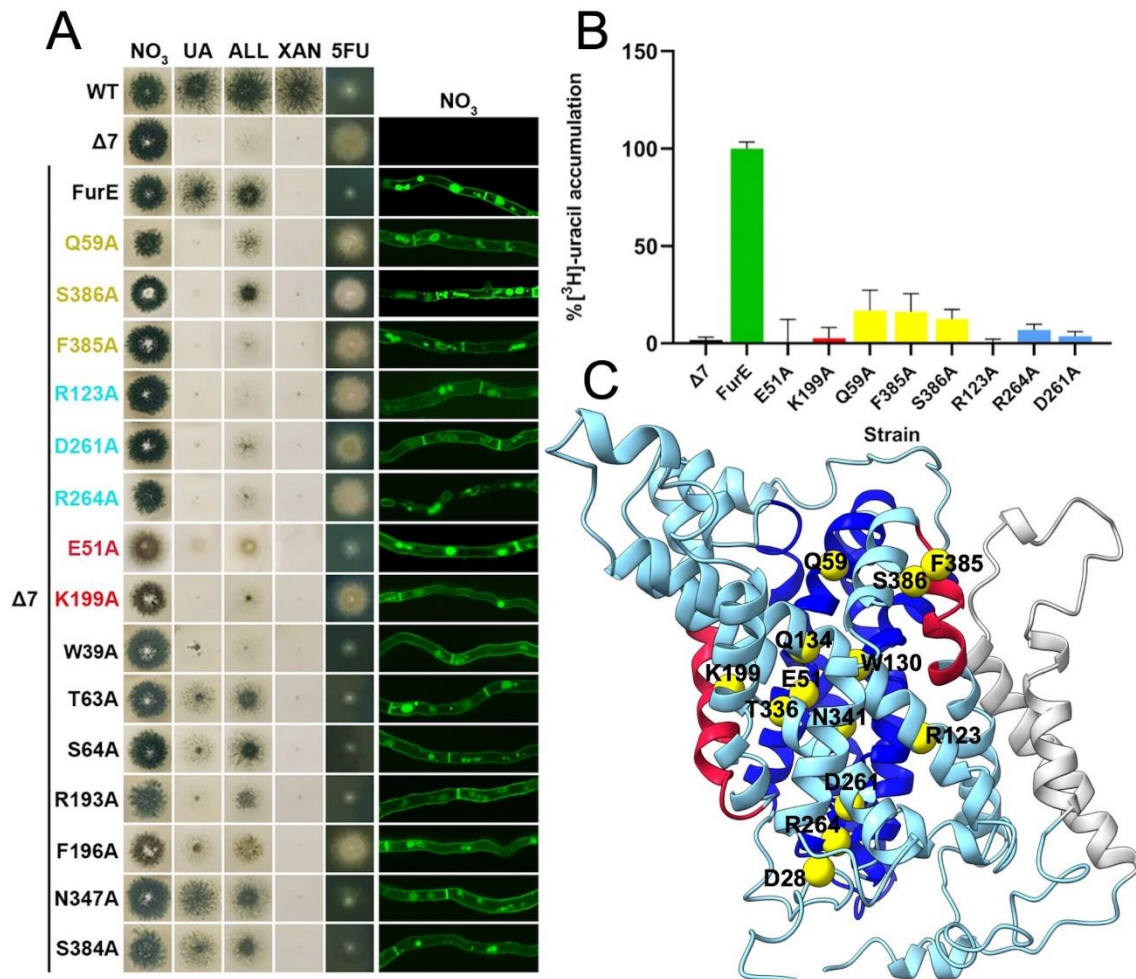 A
NO3 UA ALL XAN 5FU
NO3
WT
Δ7
FurE
Q59A
S386A
F385A
R123A
D261A
R264A
E51A
K199A
Δ7
W39A
T63A
S64A
R193A
F196A
N347A
S384A
B
% [3H]-uracil accumulation
150
100
50
0
Δ7 FurE E51A K199A Q59A F385A S386A R123A R264A D261A
Strain
C
Q59
F385
S386
Q134
W130
K199
E51
T336
N341
R123
D261
R264
D28